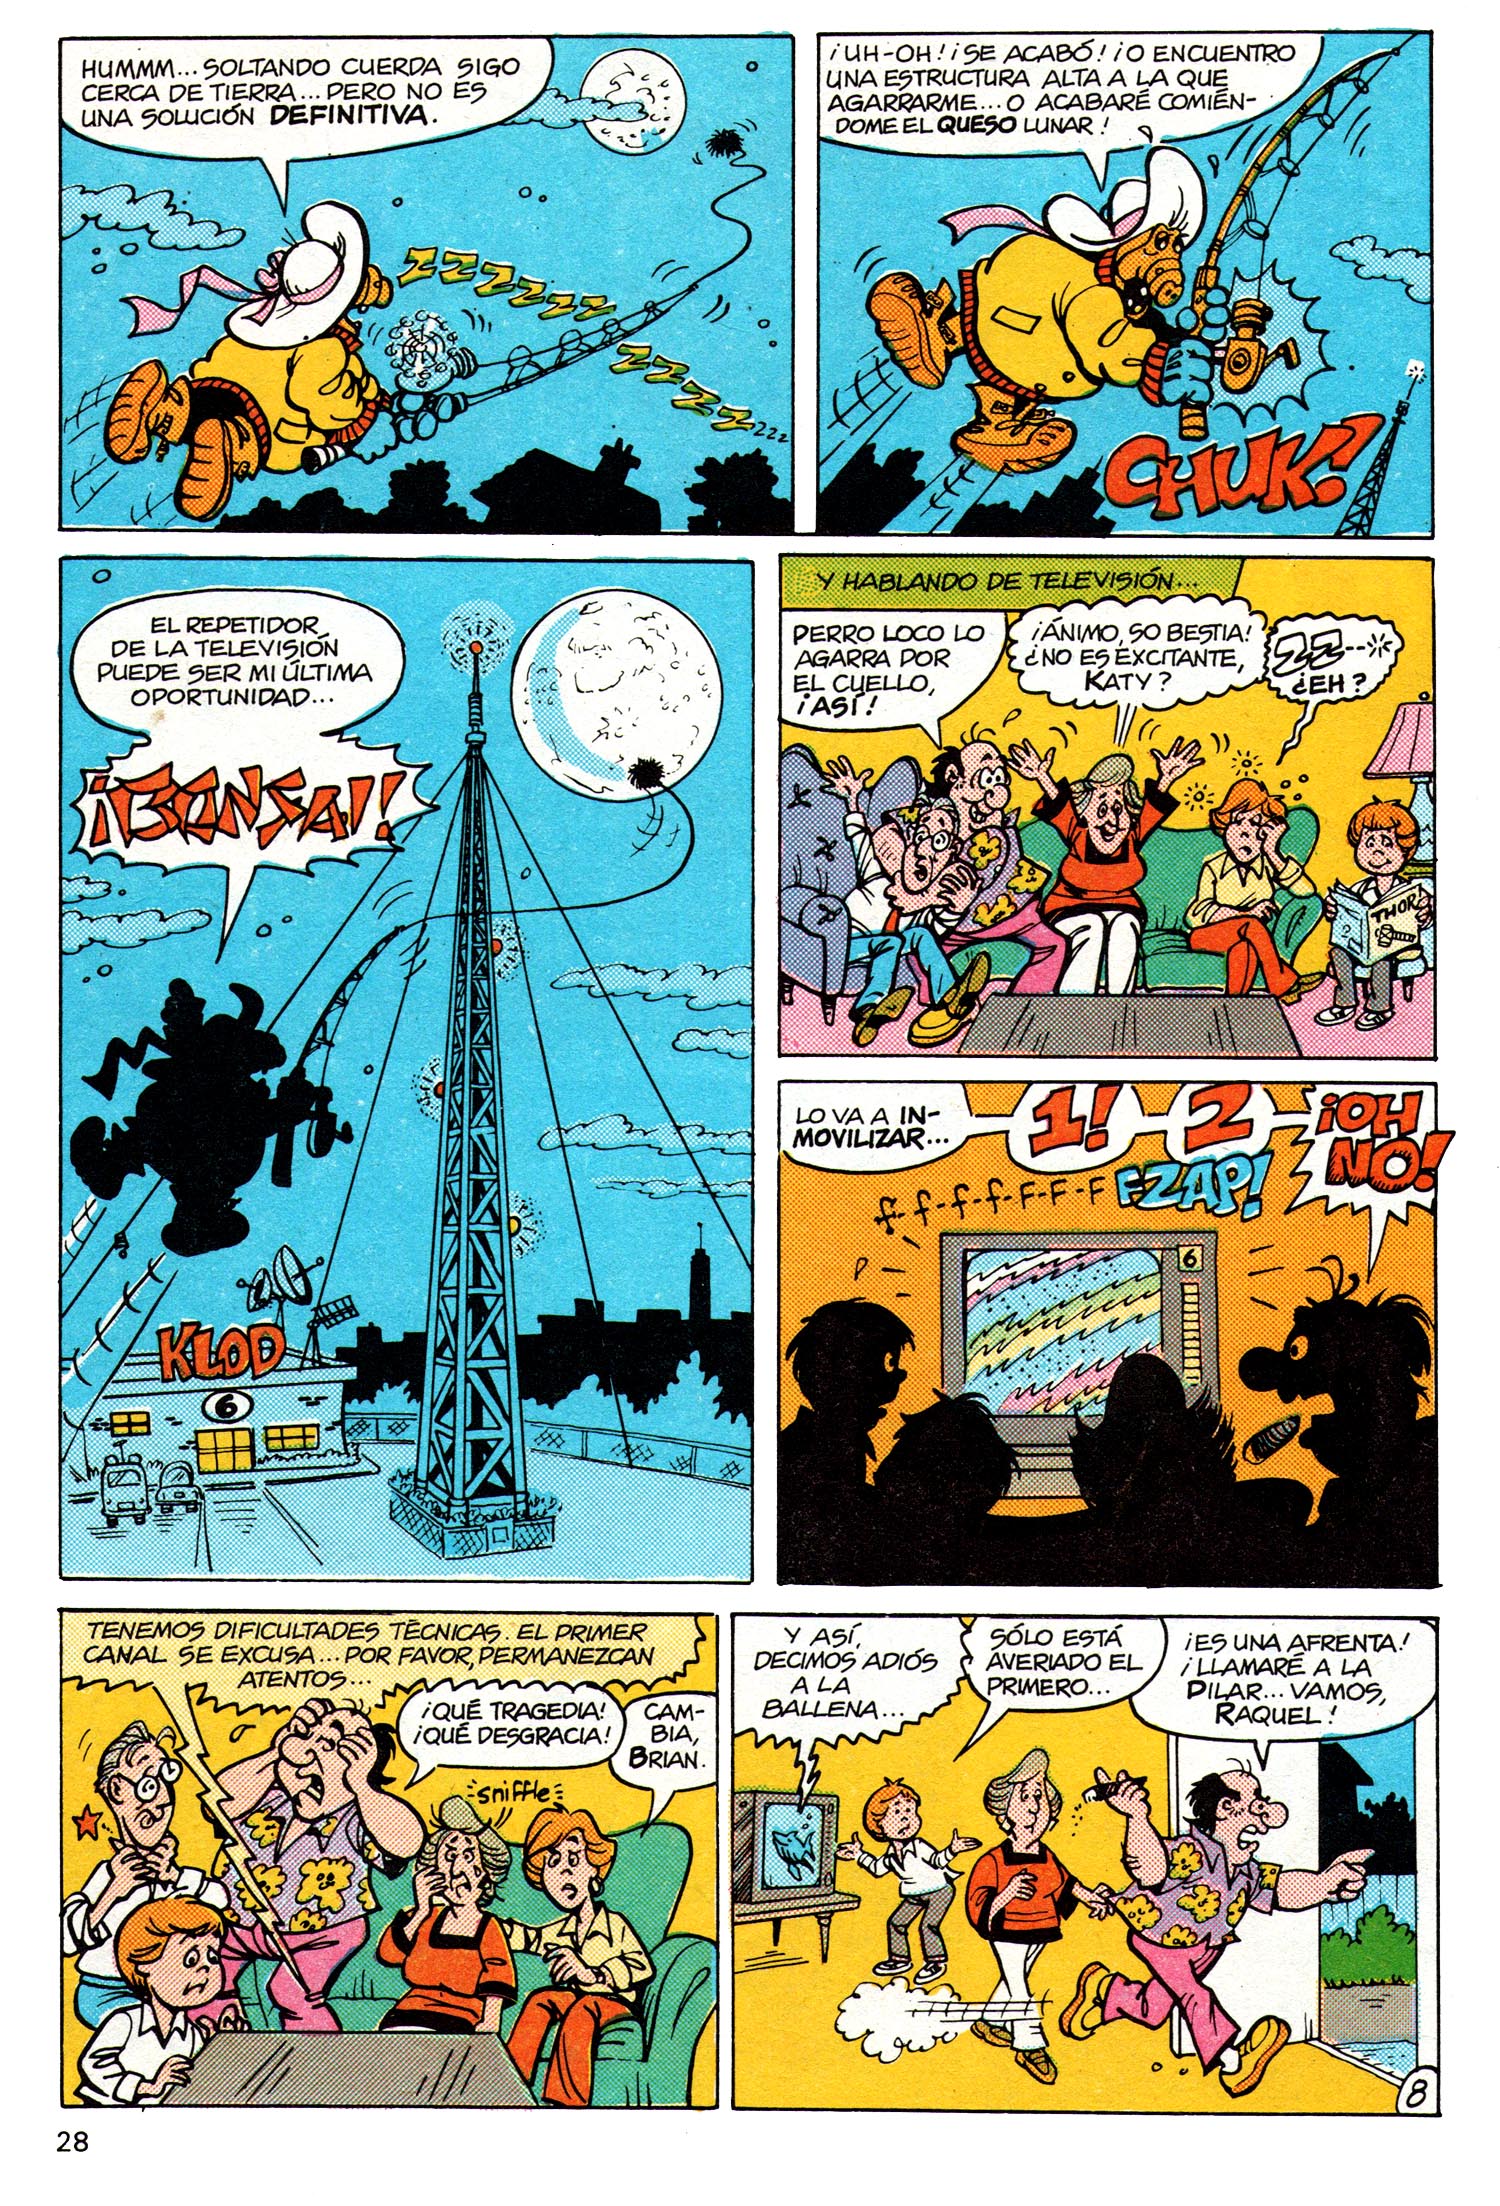 HUMMM... SOLTANDO CUERDA SIGO
CERCA DE TIERRA... PERO NO ES
UNA SOLUCIÓN DEFINITIVA.
ZZZZZZZ
ZZZZZZZ
¡UH-OH! ¡SE ACABÓ! ¡O ENCUENTRO
UNA ESTRUCTURA ALTA A LA QUE
AGARRARME... O ACABARÉ COMIÉN-
DOME EL QUESO LUNAR!
CHUK!
EL REPETIDOR
DE LA TELEVISIÓN
PUEDE SER MI ÚLTIMA
OPORTUNIDAD...
¡BONSAI!
KLOD
6
Y HABLANDO DE TELEVISIÓN...
PERRO LOCO LO
AGARRA POR
EL CUELLO,
¡ASÍ!
¡ÁNIMO, SO BESTIA!
¿NO ES EXCITANTE,
KATY?
ZZ---
¿EH?
THOR!
LO VA A IN-
MOVILIZAR...
1! - 2
¡OH
NO!
F-F-F-F-F-F-F
FZAP!
6
TENEMOS DIFICULTADES TÉCNICAS. EL PRIMER
CANAL SE EXCUSA... POR FAVOR, PERMANEZCAN
ATENTOS...
¡QUÉ TRAGEDIA!
¡QUÉ DESGRACIA!
CAM-
BIA,
BRIAN.
sniffle
Y ASÍ,
DECIMOS ADIÓS
A LA
BALLENA...
SÓLO ESTÁ
AVERIADO EL
PRIMERO...
¡ES UNA AFRENTA!
¡LLAMARÉ A LA
PILAR... VAMOS,
RAQUEL!
8
28